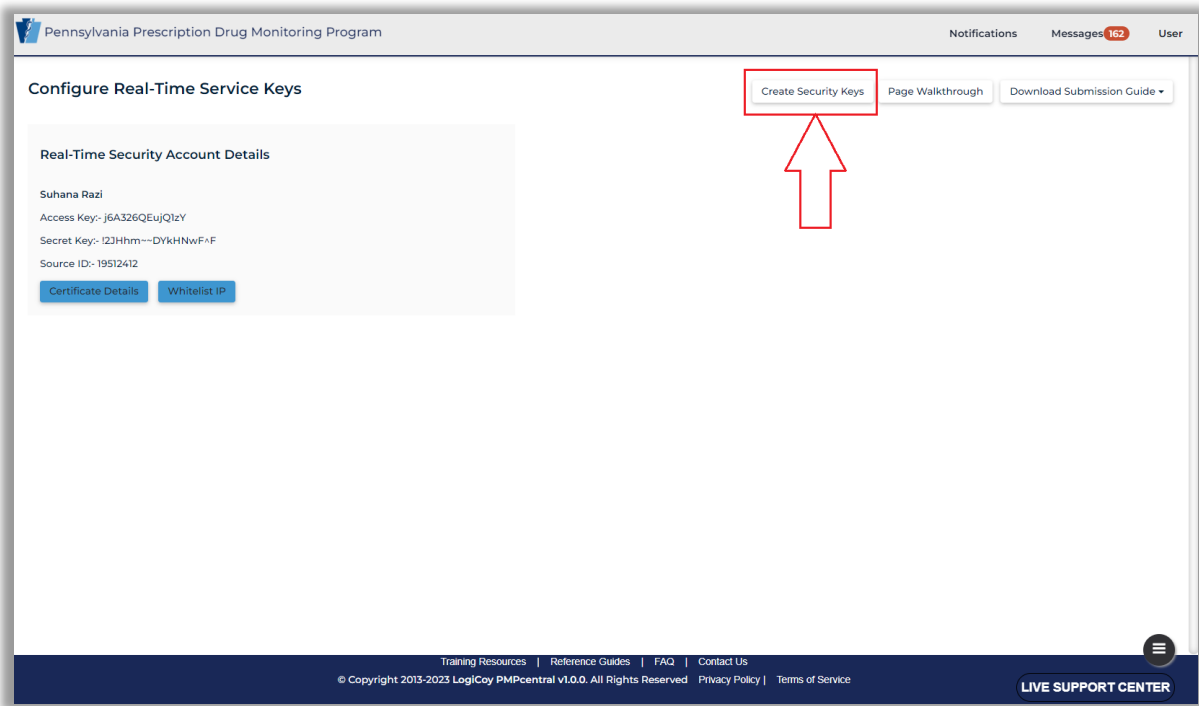 Pennsylvania Prescription Drug Monitoring Program
Notifications
Messages 162
User
Configure Real-Time Service Keys
Create Security Keys
Page Walkthrough
Download Submission Guide
Real-Time Security Account Details
Suhana Razi
Access Key:- j6A326QEujQ1zY
Secret Key:- !2JHhm~~DYkHNwF^F
Source ID:- 19512412
Certificate Details
Whitelist IP
Training Resources | Reference Guides | FAQ | Contact Us
© Copyright 2013-2023 LogiCoy PMPcentral v1.0.0. All Rights Reserved Privacy Policy | Terms of Service
LIVE SUPPORT CENTER